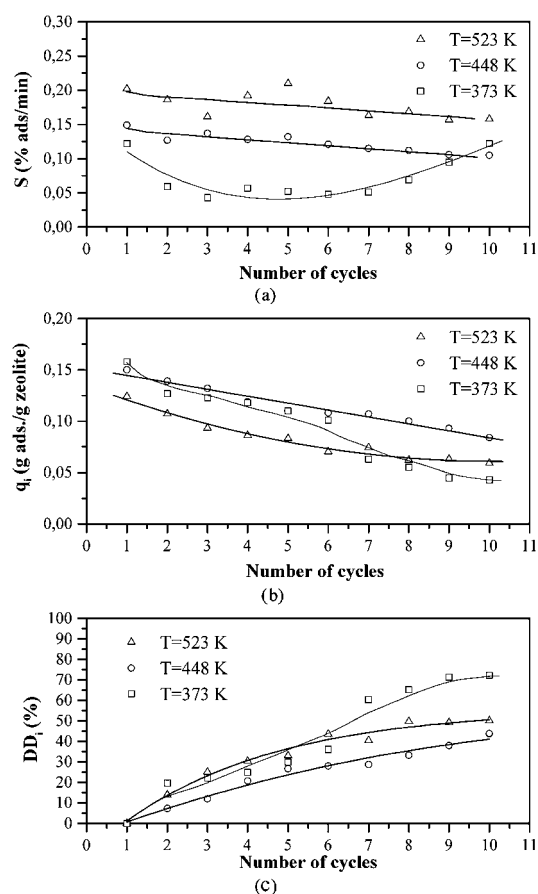 0,30
0,25
0,20
0,15
0,10
0,05
0,00
S (% ads/min)
T=523 K
T=448 K
T=373 K
0 1 2 3 4 5 6 7 8 9 10 11
Number of cycles
(a)
0,20
0,15
0,10
0,05
0,00
qi (g ads./g zeolite)
T=523 K
T=448 K
T=373 K
0 1 2 3 4 5 6 7 8 9 10 11
Number of cycles
(b)
100
90
80
70
60
50
40
30
20
10
0
DDi (%)
T=523 K
T=448 K
T=373 K
0 1 2 3 4 5 6 7 8 9 10 11
Number of cycles
(c)